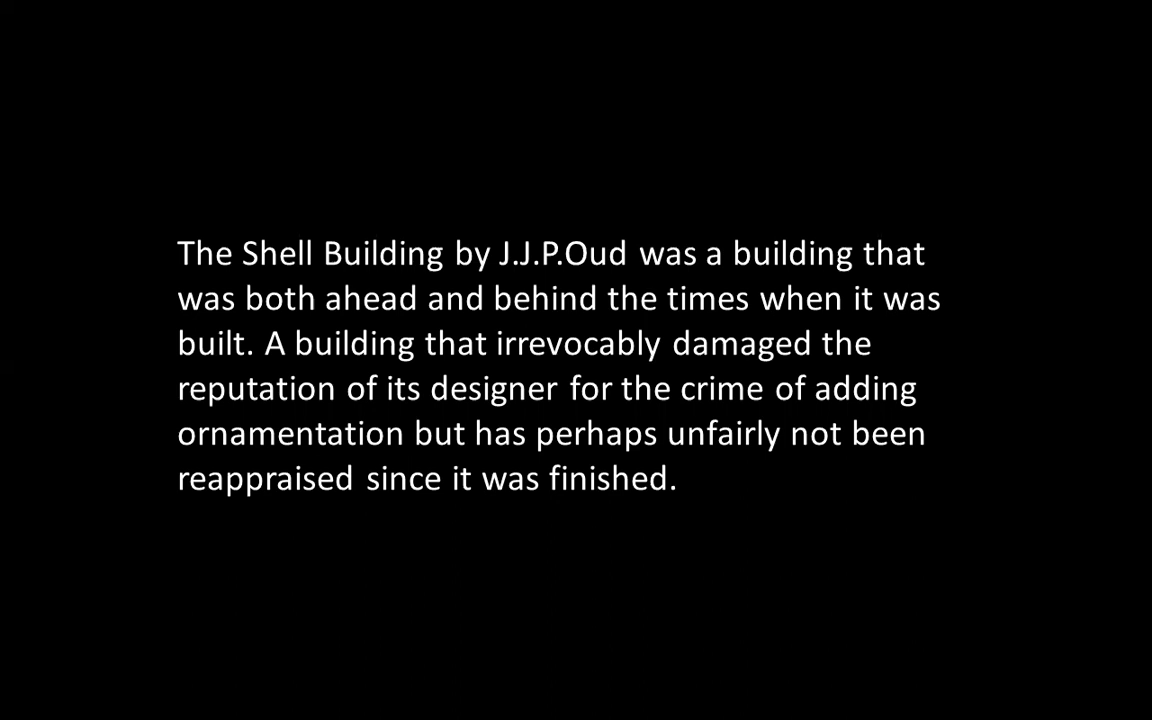 The Shell Building by J.J.P.Oud was a building that
was both ahead and behind the times when it was
built. A building that irrevocably damaged the
reputation of its designer for the crime of adding
ornamentation but has perhaps unfairly not been
reappraised since it was finished.